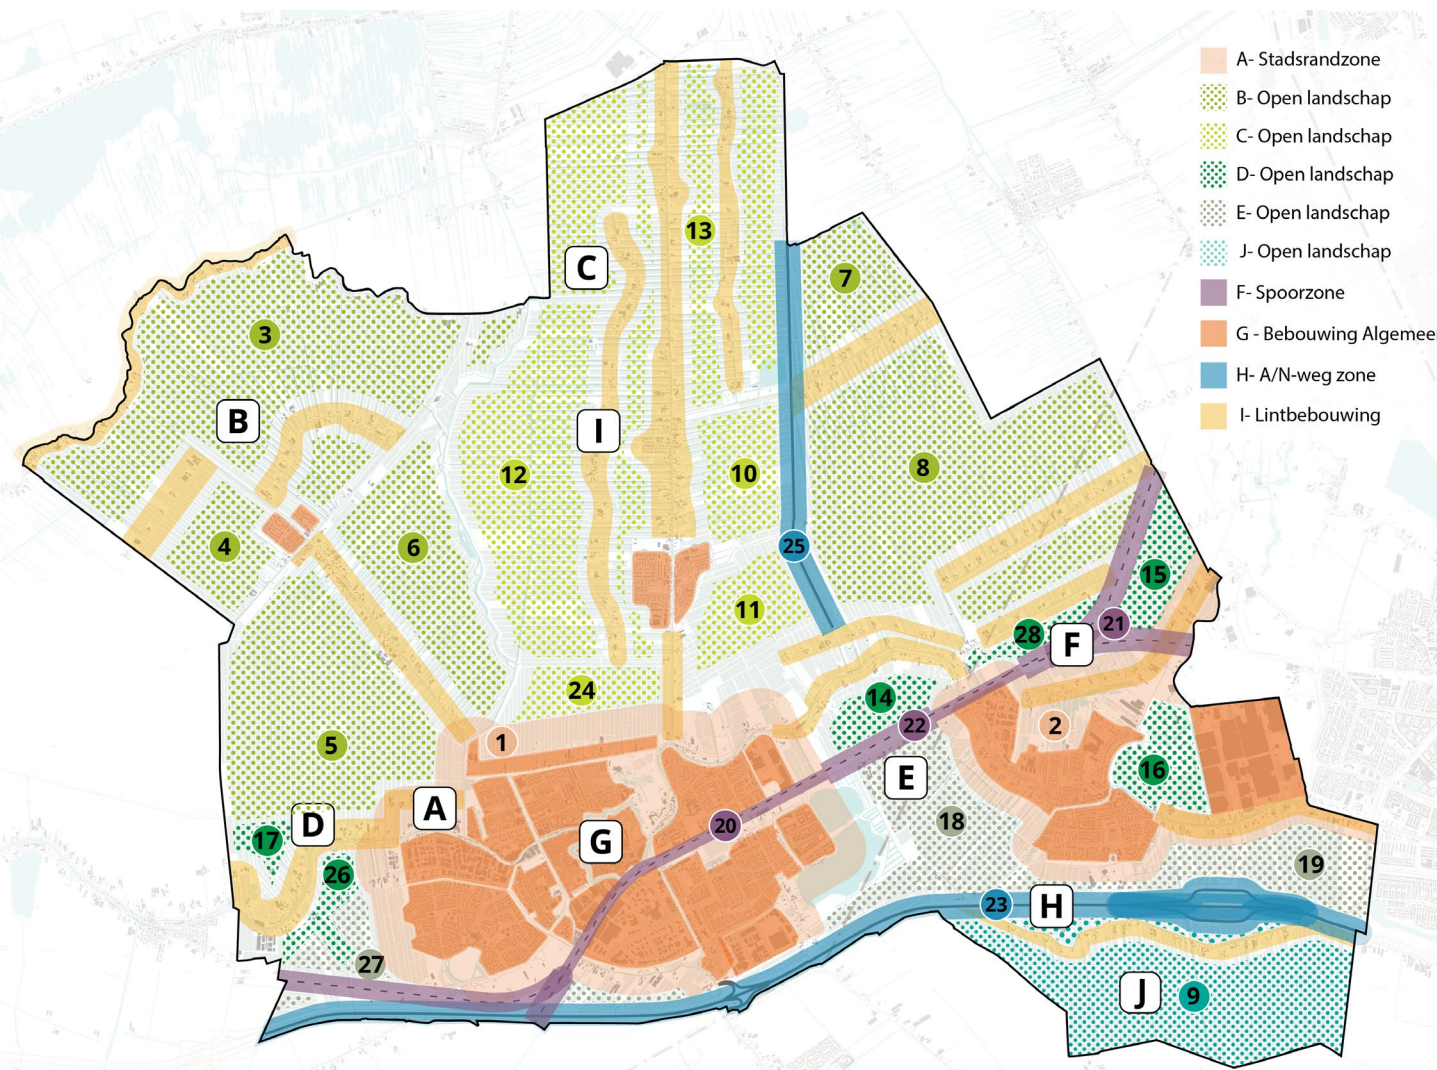 A- Stadsrandzone
B- Open landschap
C- Open landschap
D- Open landschap
E- Open landschap
J- Open landschap
F- Spoorzone
G - Bebouwing Algemee
H- A/N-weg zone
I- Lintbebouwing
13
C
7
3
B
I
12
10
8
4
6
25
15
11
28
21
F
24
14
1
22
2
5
16
E
A
D
20
18
17
G
19
26
23
H
27
J
9